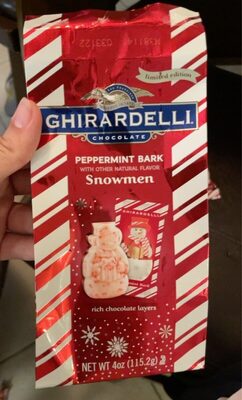 limited edition
GHIRARDELLI
CHOCOLATE
PEPPERMINT BARK
WITH OTHER NATURAL FLAVOR
Snowmen
GHIRARDELLI
rich chocolate layers
NET WT 4oz (115.2g)